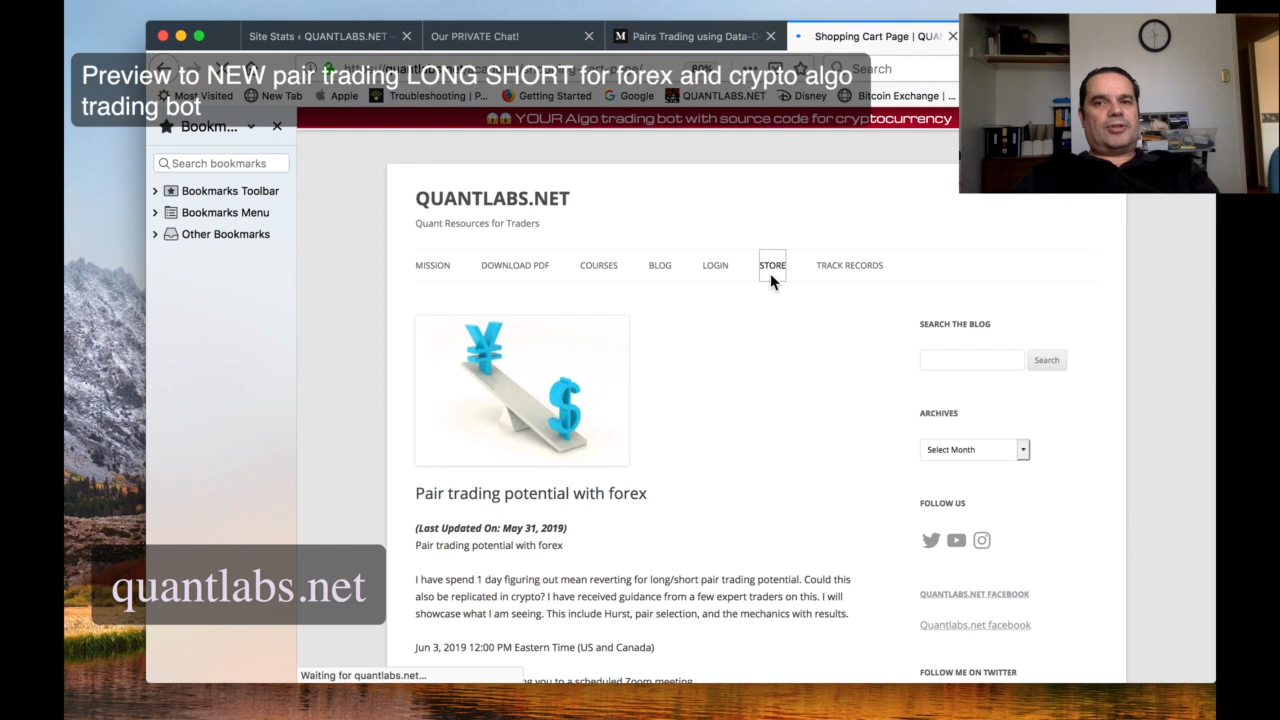 Site Stats ‹ QUANTLABS.NET —
Our PRIVATE Chat!
Pairs Trading using Data-D
Shopping Cart Page | QUA
Preview to NEW pair trading LONG SHORT for forex and crypto algo
trading bot
80%
Search
Most Visited
New Tab
Apple
Troubleshooting | P...
Getting Started
Google
QUANTLABS.NET
Disney
Bitcoin Exchange | ...
Bookm...
YOUR Algo trading bot with source code for cryptocurrency
Search bookmarks
Bookmarks Toolbar
Bookmarks Menu
Other Bookmarks
QUANTLABS.NET
Quant Resources for Traders
MISSION
DOWNLOAD PDF
COURSES
BLOG
LOGIN
STORE
TRACK RECORDS
¥
$
Pair trading potential with forex
(Last Updated On: May 31, 2019)
Pair trading potential with forex
I have spend 1 day figuring out mean reverting for long/short pair trading potential. Could this
also be replicated in crypto? I have received guidance from a few expert traders on this. I will
showcase what I am seeing. This include Hurst, pair selection, and the mechanics with results.
Jun 3, 2019 12:00 PM Eastern Time (US and Canada)
ng you to a scheduled Zoom meeting
SEARCH THE BLOG
Search
ARCHIVES
Select Month
FOLLOW US
QUANTLABS.NET FACEBOOK
Quantlabs.net facebook
FOLLOW ME ON TWITTER
quantlabs.net
Waiting for quantlabs.net...